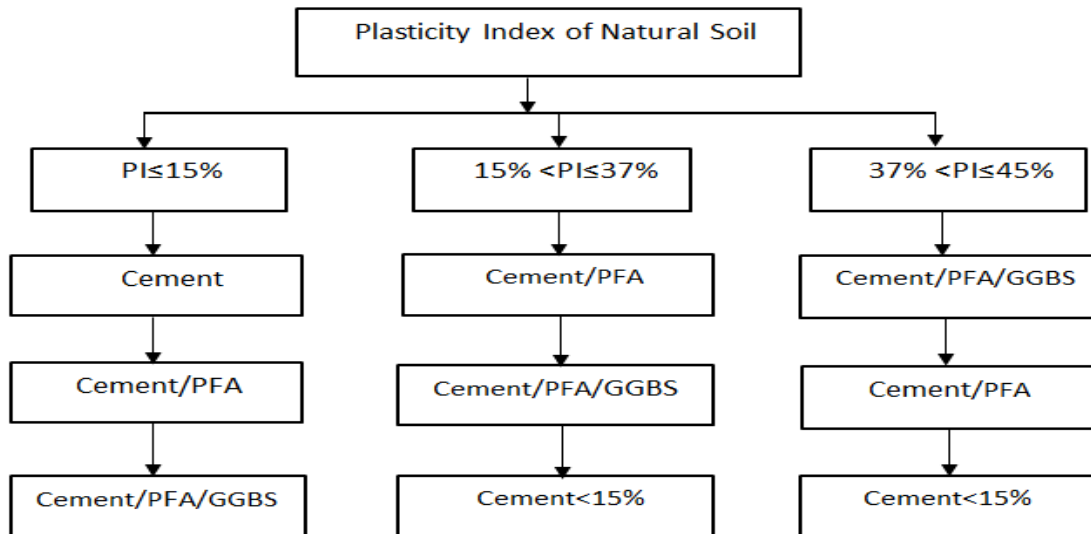 Plasticity Index of Natural Soil
PI≤15%
15% <PI≤37%
37% <PI≤45%
Cement
Cement/PFA
Cement/PFA/GGBS
Cement/PFA
Cement/PFA/GGBS
Cement/PFA
Cement/PFA/GGBS
Cement<15%
Cement<15%